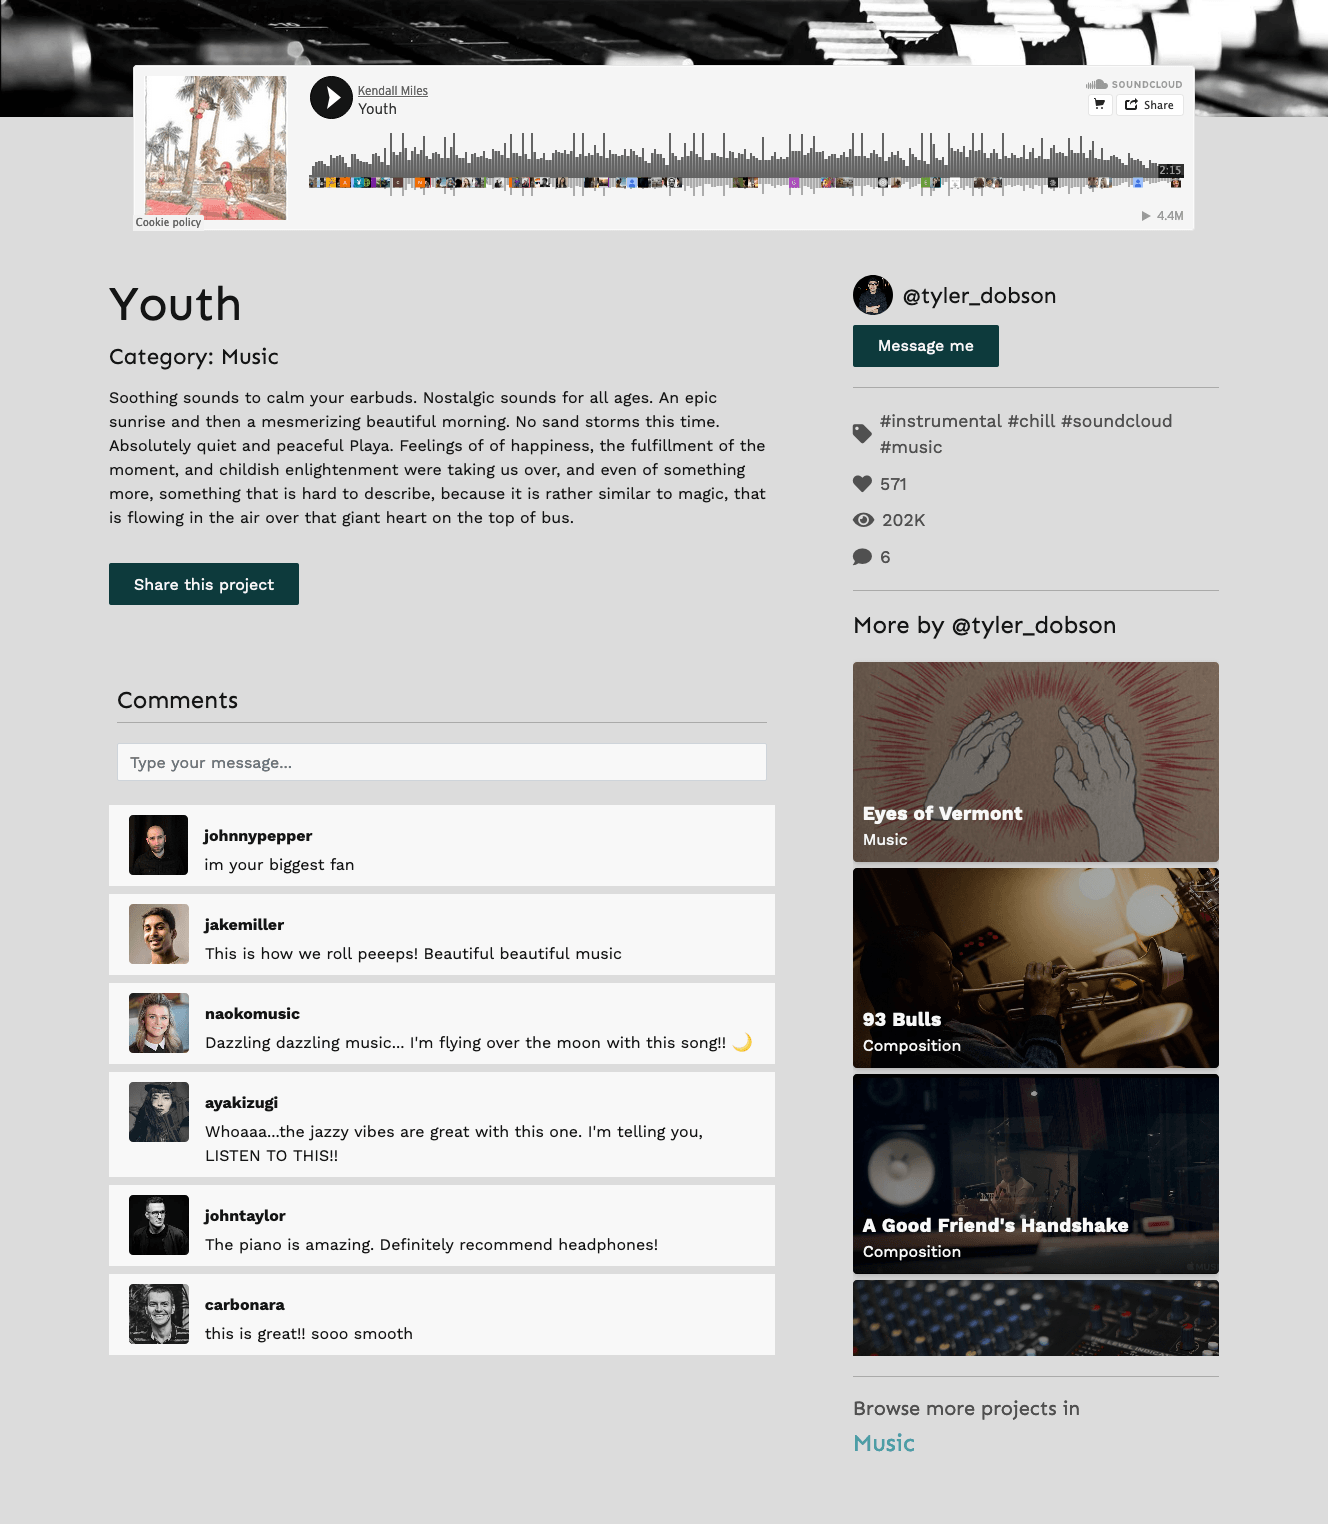 Kendall Miles
Youth
SOUNDCLOUD
Share
2:15
4.4M
Cookie policy
Youth
Category: Music
Soothing sounds to calm your earbuds. Nostalgic sounds for all ages. An epic
sunrise and then a mesmerizing beautiful morning. No sand storms this time.
Absolutely quiet and peaceful Playa. Feelings of of happiness, the fulfillment of the
moment, and childish enlightenment were taking us over, and even of something
more, something that is hard to describe, because it is rather similar to magic, that
is flowing in the air over that giant heart on the top of bus.
Share this project
Comments
Type your message...
johnnypepper
im your biggest fan
jakemiller
This is how we roll peeeps! Beautiful beautiful music
naokomusic
Dazzling dazzling music... I'm flying over the moon with this song!! 🌙
ayakizugi
Whoaaa...the jazzy vibes are great with this one. I'm telling you,
LISTEN TO THIS!!
johntaylor
The piano is amazing. Definitely recommend headphones!
carbonara
this is great!! sooo smooth
@tyler_dobson
Message me
#instrumental #chill #soundcloud
#music
571
202K
6
More by @tyler_dobson
Eyes of Vermont
Music
93 Bulls
Composition
A Good Friend's Handshake
Composition
Browse more projects in
Music